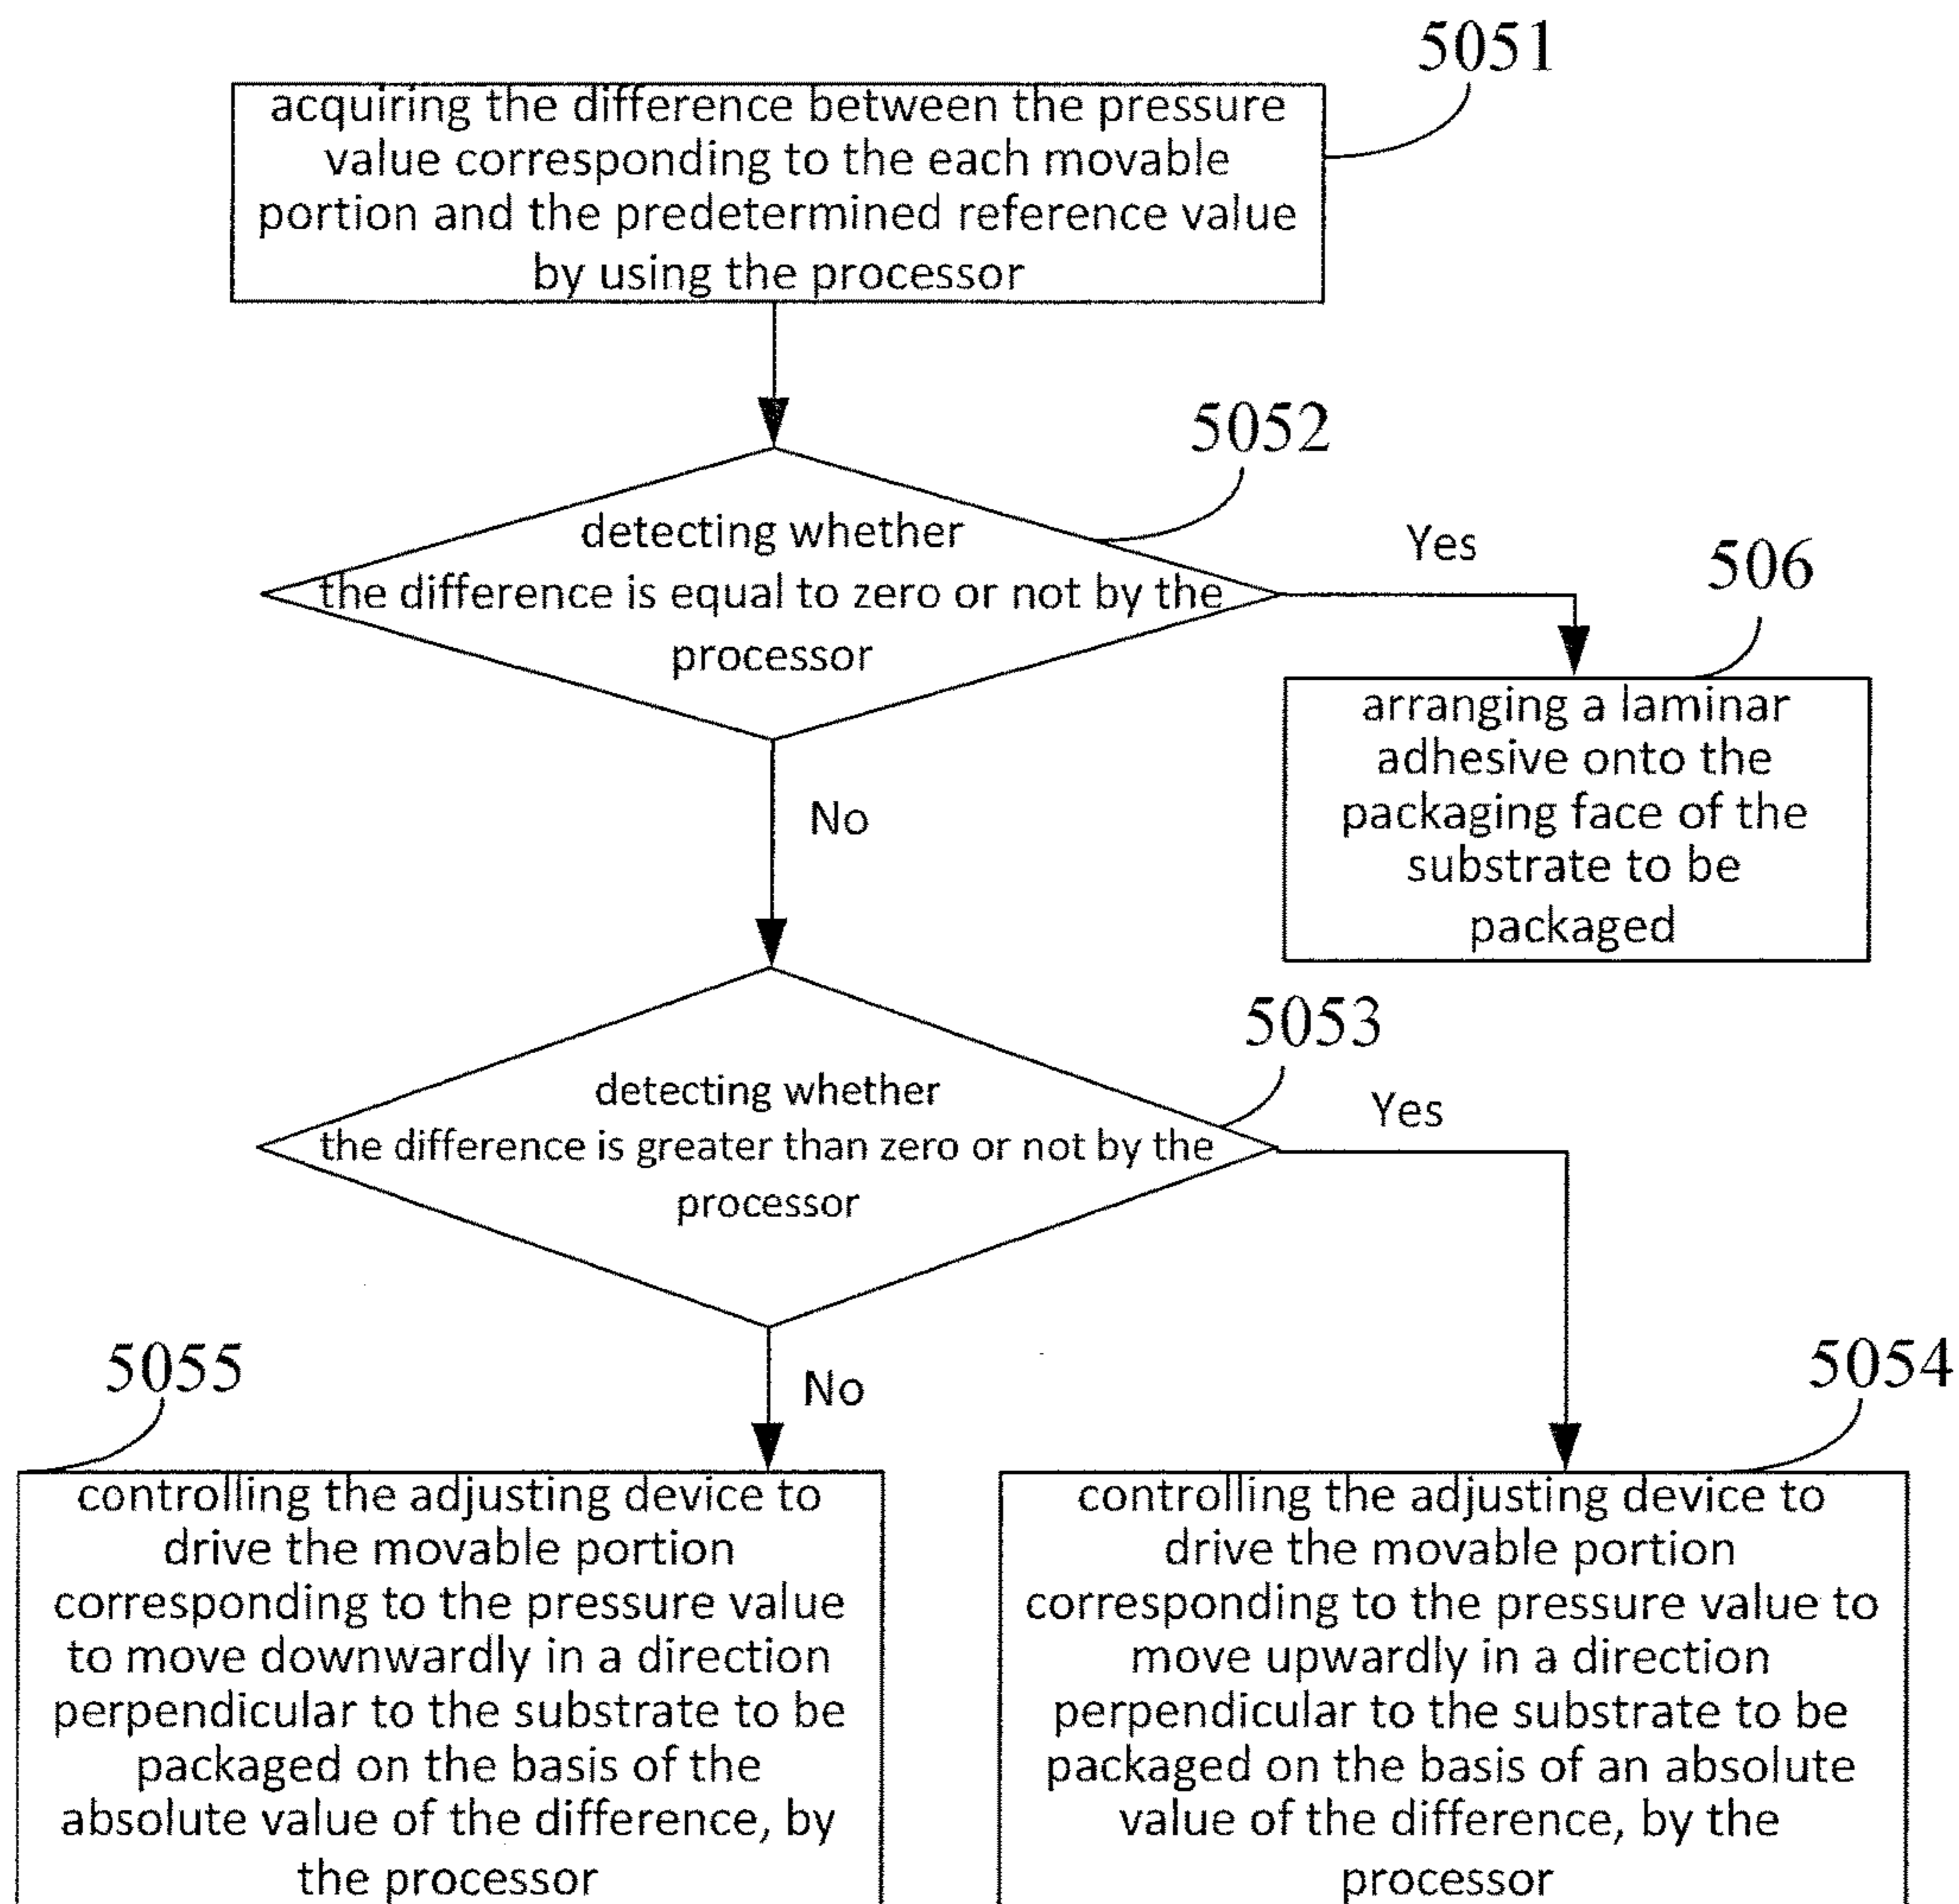 5051
acquiring the difference between the pressure
value corresponding to the each movable
portion and the predetermined reference value
by using the processor
5052
detecting whether
the difference is equal to zero or not by the
processor
Yes
506
arranging a laminar
adhesive onto the
packaging face of the
substrate to be
packaged
No
5053
detecting whether
the difference is greater than zero or not by the
processor
Yes
No
5055
controlling the adjusting device to
drive the movable portion
corresponding to the pressure value
to move downwardly in a direction
perpendicular to the substrate to be
packaged on the basis of the
absolute value of the difference, by
the processor
5054
controlling the adjusting device to
drive the movable portion
corresponding to the pressure value to
move upwardly in a direction
perpendicular to the substrate to be
packaged on the basis of an absolute
value of the difference, by the
processor